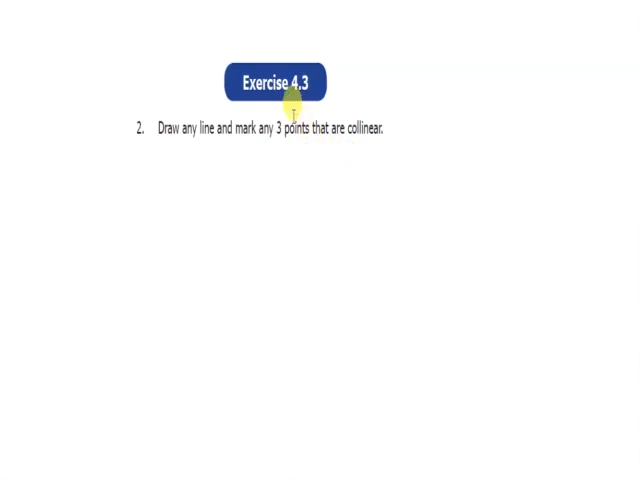 Exercise 4.3
2. Draw any line and mark any 3 points that are collinear.